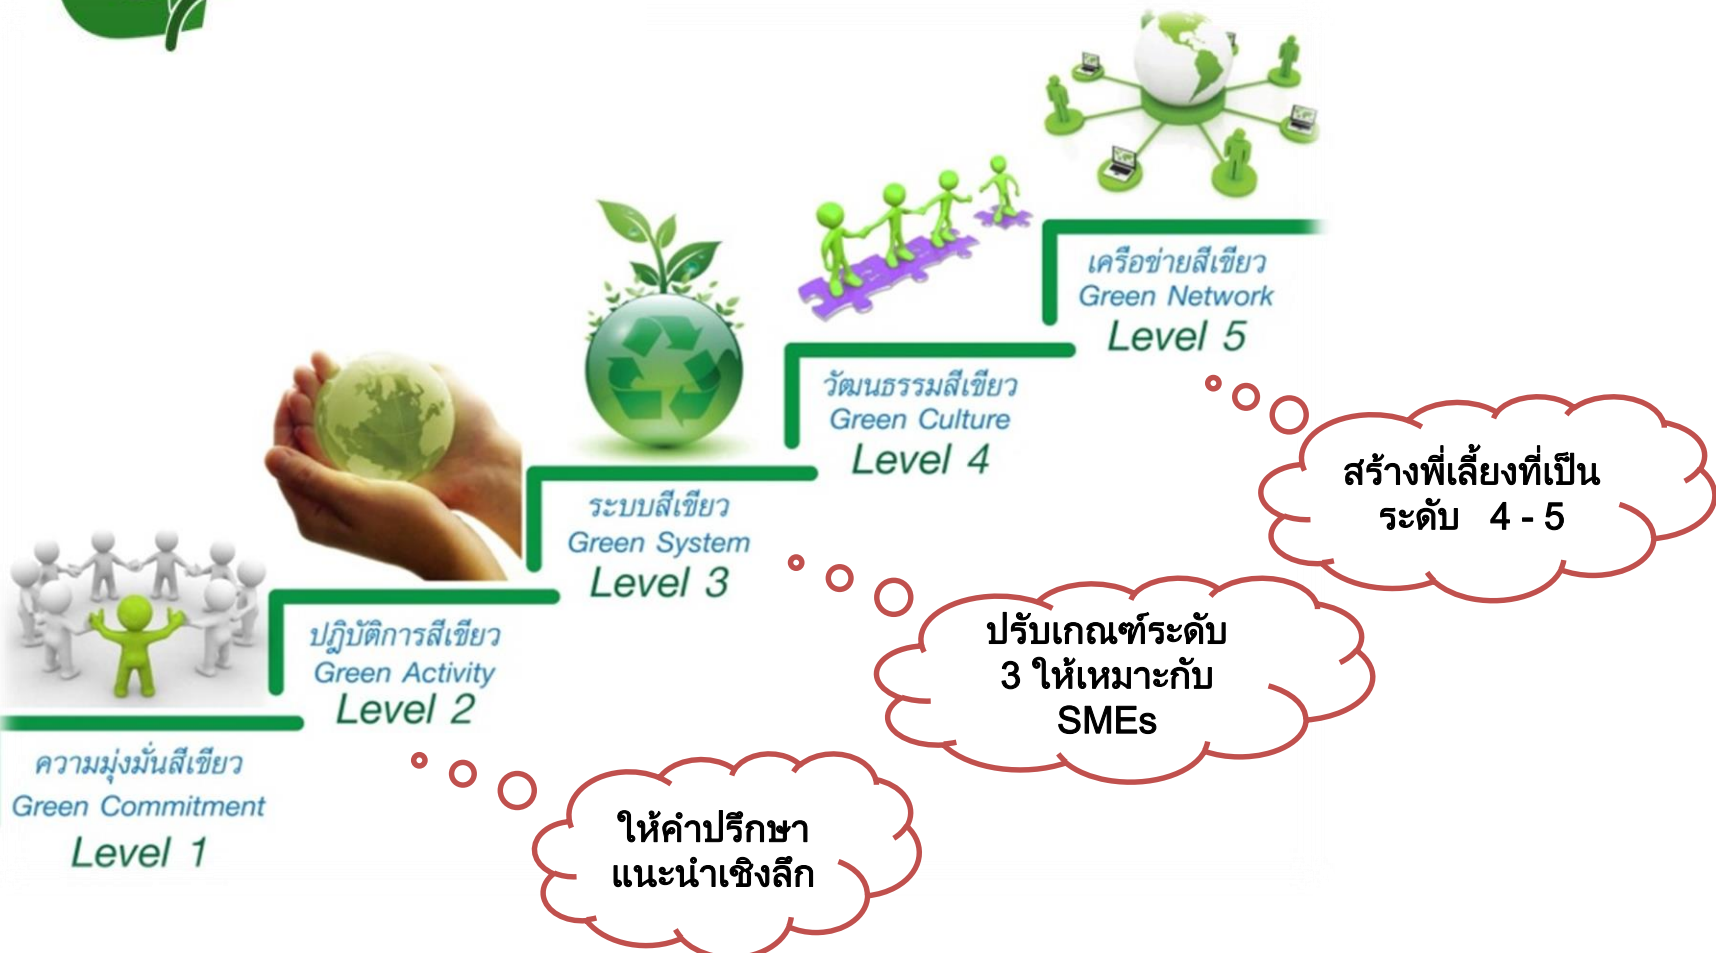 ความมุ่งมั่นสีเขียว
Green Commitment
Level 1
ปฎิบัติการสีเขียว
Green Activity
Level 2
ระบบสีเขียว
Green System
Level 3
วัฒนธรรมสีเขียว
Green Culture
Level 4
เครือข่ายสีเขียว
Green Network
Level 5
ให้คำปรึกษา
แนะนำเชิงลึก
ปรับเกณฑ์ระดับ
3 ให้เหมาะกับ
SMEs
สร้างพี่เลี้ยงที่เป็น
ระดับ 4 - 5